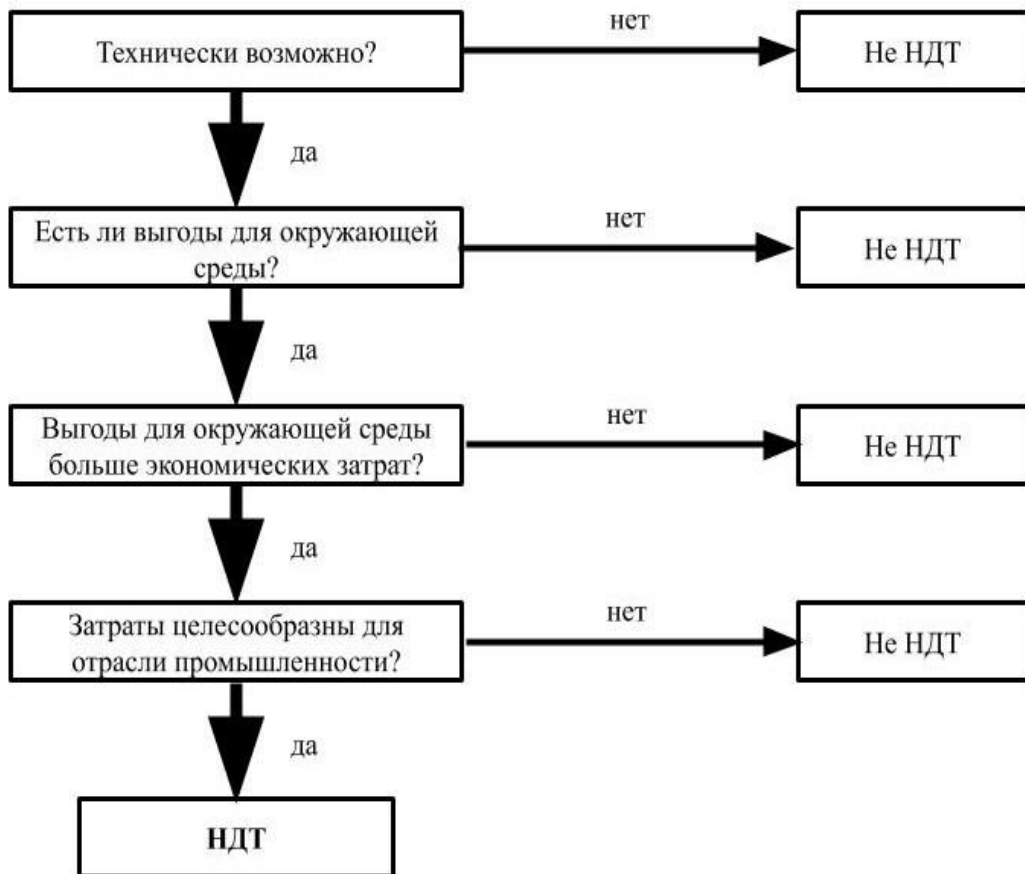 Технически возможно?
нет
Не НДТ
да
Есть ли выгоды для окружающей
среды?
нет
Не НДТ
да
Выгоды для окружающей среды
больше экономических затрат?
нет
Не НДТ
да
Затраты целесообразны для
отрасли промышленности?
нет
Не НДТ
да
НДТ